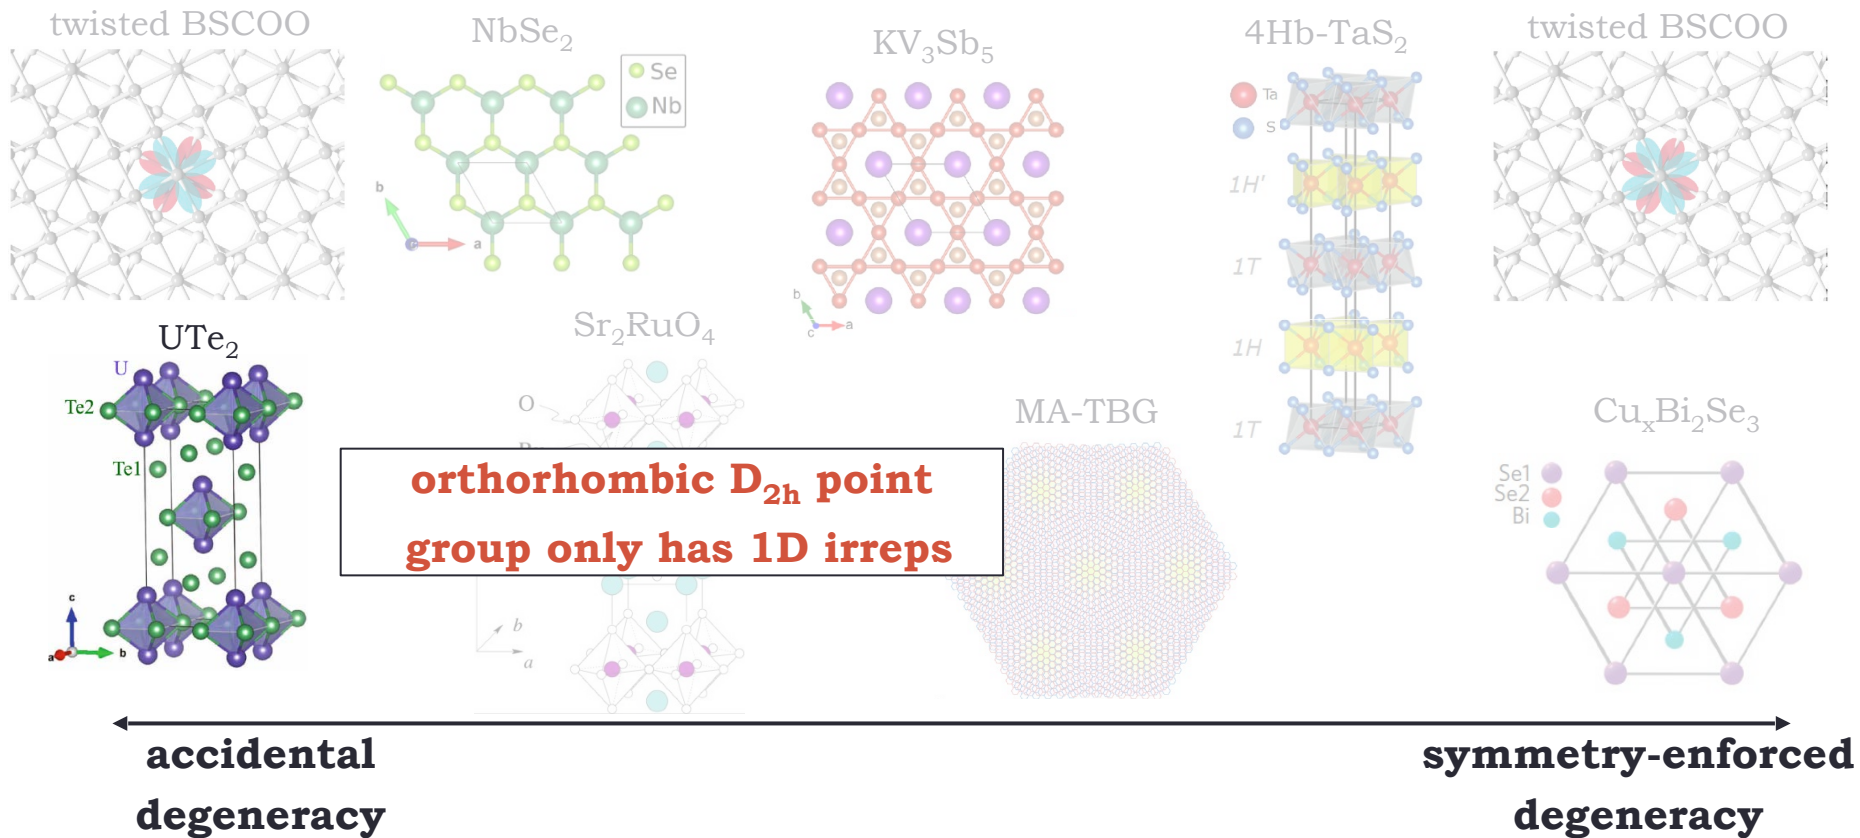 twisted BSCOO
NbSe₂
KV₃Sb₅
4Hb-TaS₂
twisted BSCOO
Se
Nb
b
a
b
c
a
Ta
S
1H'
1T
1H
1T
UTe₂
U
Te2
Te1
c
a
b
Sr₂RuO₄
O
b
a
MA-TBG
CuₓBi₂Se₃
Se1
Se2
Bi
orthorhombic D₂ₕ point
group only has 1D irreps
accidental
degeneracy
symmetry-enforced
degeneracy